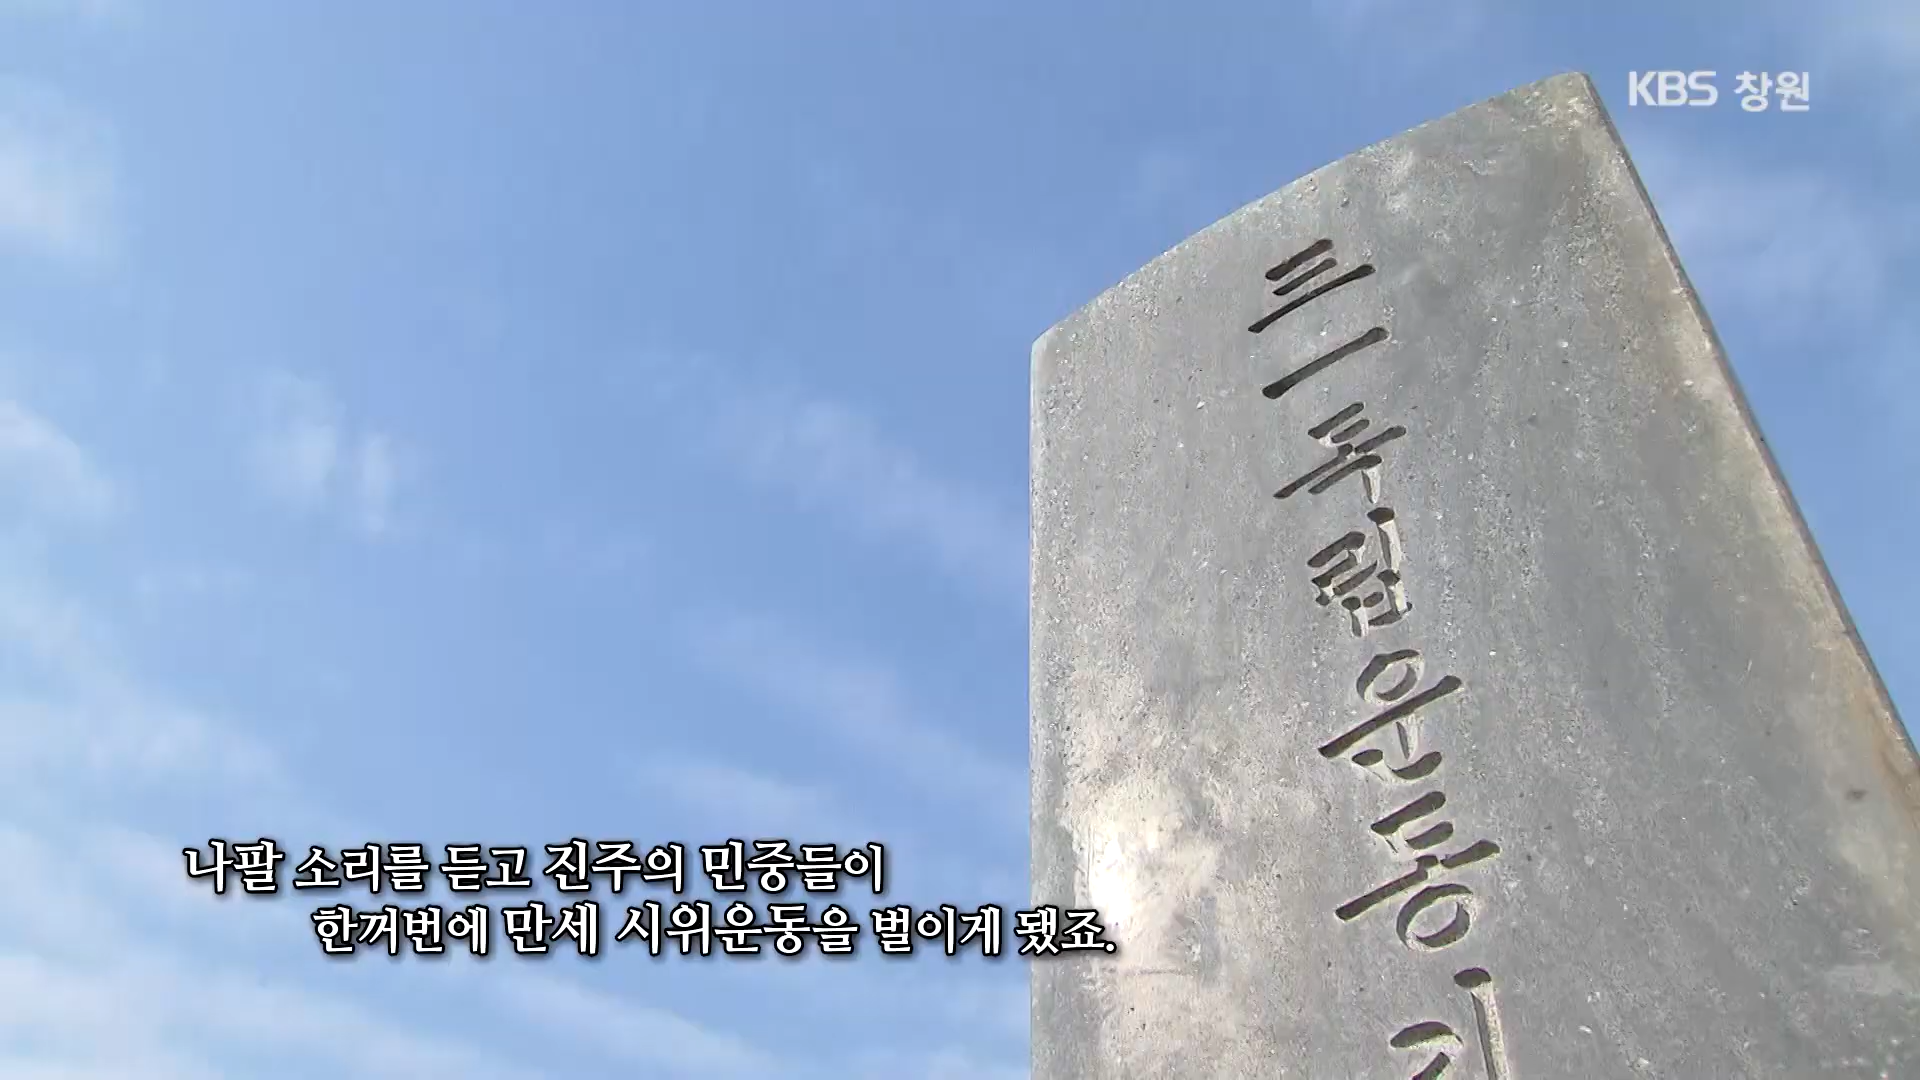 KBS 창원
三一독립운동기
나팔 소리를 듣고 진주의 민중들이
한꺼번에 만세 시위운동을 벌이게 됐죠.